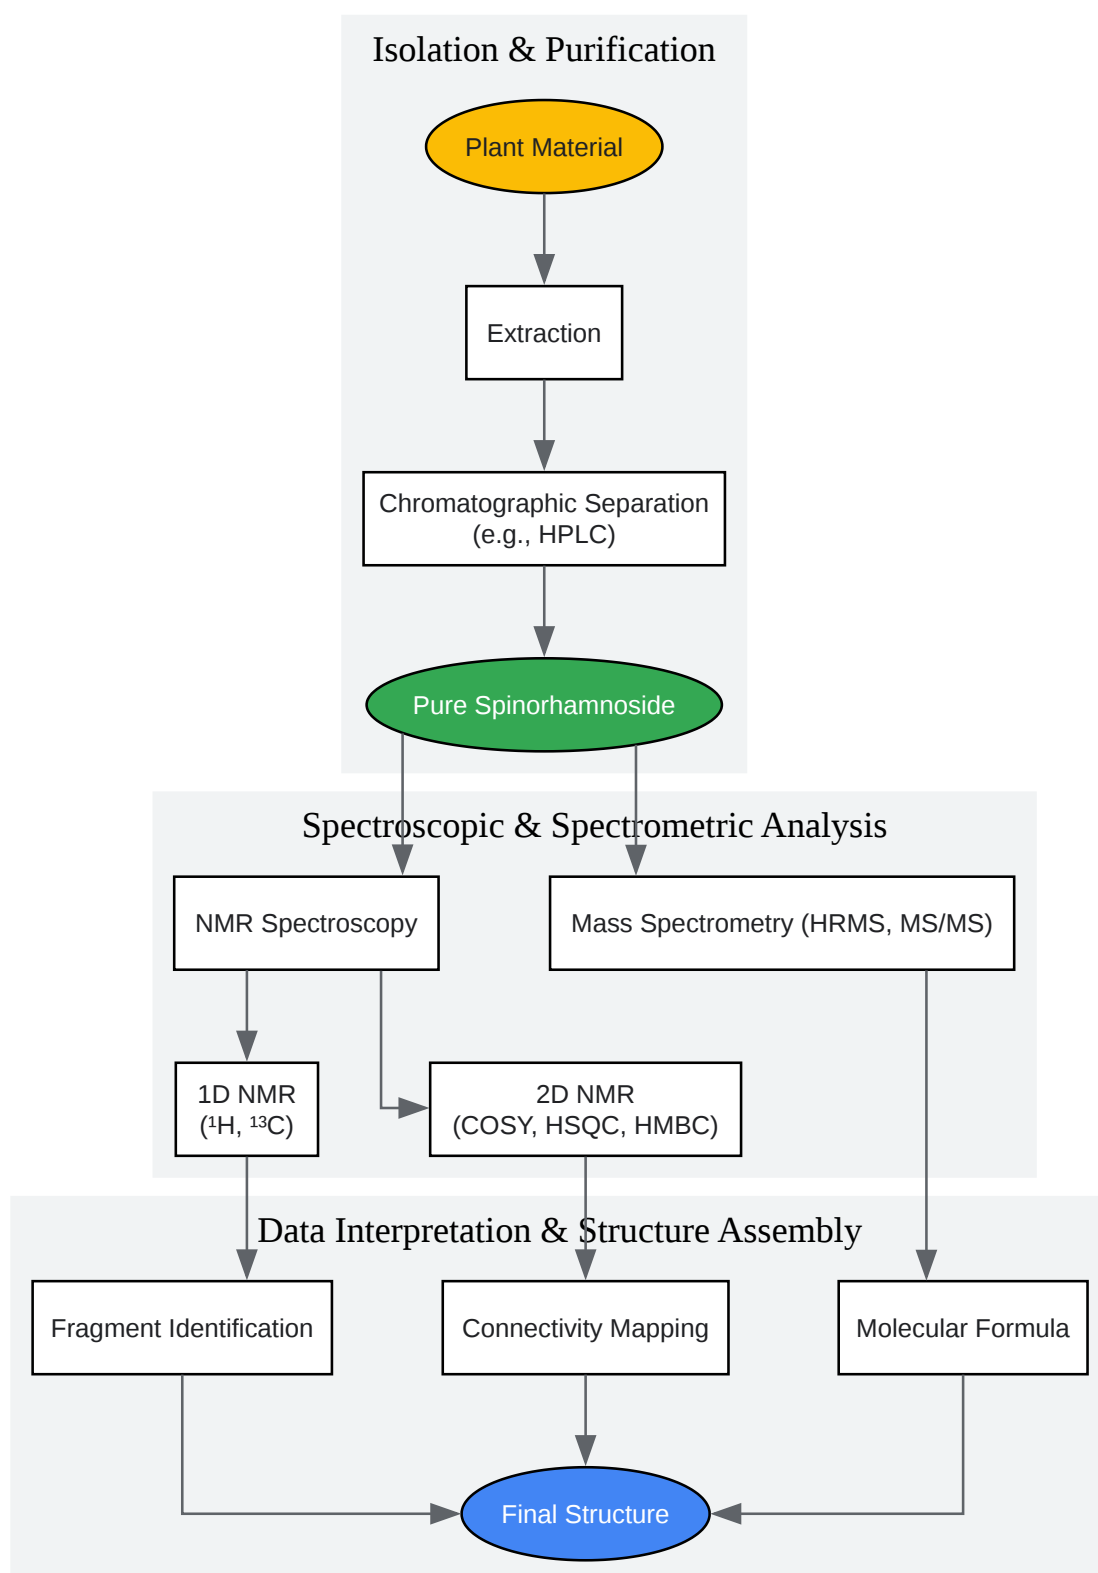 Isolation & Purification
Plant Material
Extraction
Chromatographic Separation
(e.g., HPLC)
Pure Spinorhamnoside
Spectroscopic & Spectrometric Analysis
NMR Spectroscopy
Mass Spectrometry (HRMS, MS/MS)
1D NMR
(¹H, ¹³C)
2D NMR
(COSY, HSQC, HMBC)
Data Interpretation & Structure Assembly
Fragment Identification
Connectivity Mapping
Molecular Formula
Final Structure